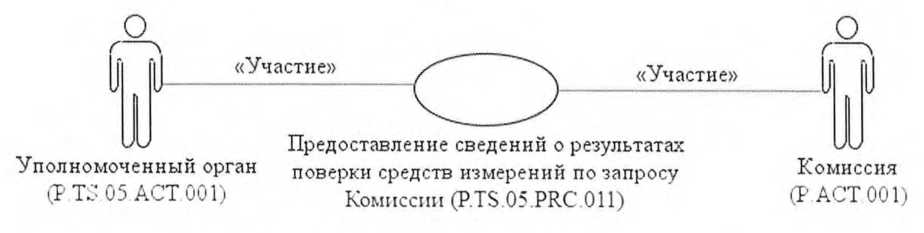 «Участие»
«Участие»
Уполномоченный орган
(P.TS.05.ACT.001)
Предоставление сведений о результатах
поверки средств измерений по запросу
Комиссии (P.TS.05.PRC.011)
Комиссия
(P.ACT.001)